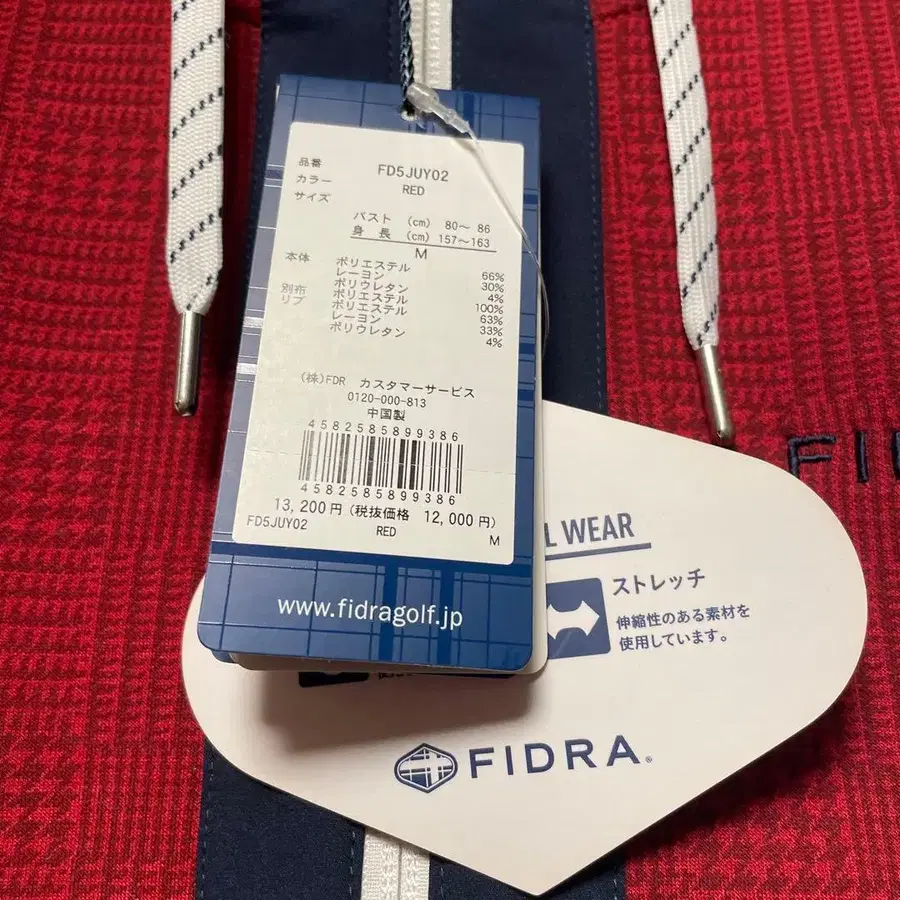 品番 FD5JUY02
カラー RED
サイズ
バスト (cm) 80〜 86
身 長 (cm) 157〜163
M
本体 ポリエステル 66%
レーヨン 30%
ポリウレタン 4%
別布 ポリエステル 100%
リブ ポリエステル 63%
レーヨン 33%
ポリウレタン 4%
(株)FDR カスタマーサービス
0120-000-813
中国製
4582585899386
4582585899386
13,200円 (税抜価格 12,000円)
FD5JUY02 RED M
www.fidragolf.jp
WEAR
ストレッチ
伸縮性のある素材を
使用しています。
FIDRA®